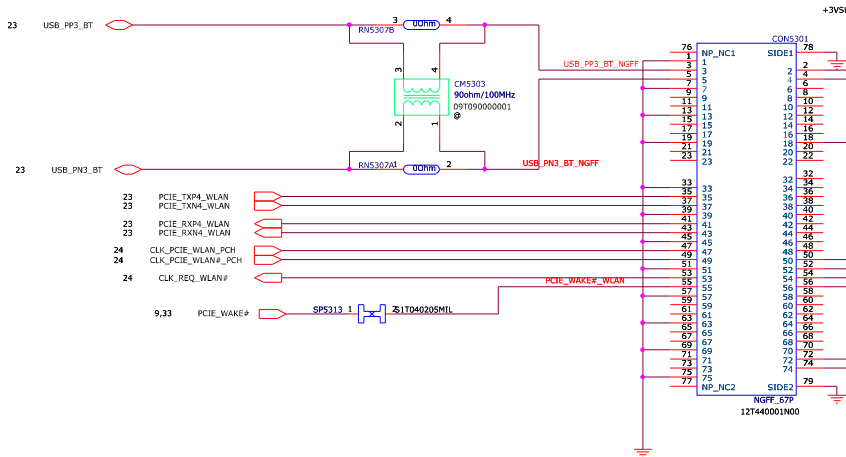 +3VSU
23 USB_PP3_BT RN5307B 3 0Ohm 4
CON5301
USB_PP3_BT_NGFF
3 4
CM5303
90ohm/100MHz
09T090000001
@
2 1
23 USB_PN3_BT RN5307A 1 0Ohm 2
USB_PN3_BT_NGFF
23 PCIE_TXP4_WLAN
23 PCIE_TXN4_WLAN
23 PCIE_RXP4_WLAN
23 PCIE_RXN4_WLAN
24 CLK_PCIE_WLAN_PCH
24 CLK_PCIE_WLAN#_PCH
24 CLK_REQ_WLAN#
PCIE_WAKE#_WLAN
9,33 PCIE_WAKE# SP5313 1 2 S1T040205MIL
76 NP_NC1 SIDE1 78
1 1
3 3 2 2
5 5 4 4
7 7 6 6
9 9 8 8
11 11 10 10
13 13 12 12
15 15 14 14
17 17 16 16
19 19 18 18
21 21 20 20
23 23 22 22
32 32
33 33 34 34
35 35 36 36
37 37 38 38
39 39 40 40
41 41 42 42
43 43 44 44
45 45 46 46
47 47 48 48
49 49 50 50
51 51 52 52
53 53 54 54
55 55 56 56
57 57 58 58
59 59 60 60
61 61 62 62
63 63 64 64
65 65 66 66
67 67 68 68
69 69 70 70
71 71 72 72
73 73 74 74
75 75
77 NP_NC2 SIDE2 79
NGFF_67P
12T440001N00